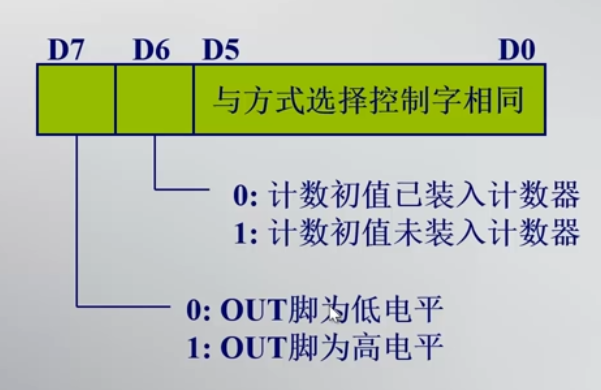 D7 D6 D5 D0
与方式选择控制字相同
0: 计数初值已装入计数器
1: 计数初值未装入计数器
0: OUT脚为低电平
1: OUT脚为高电平